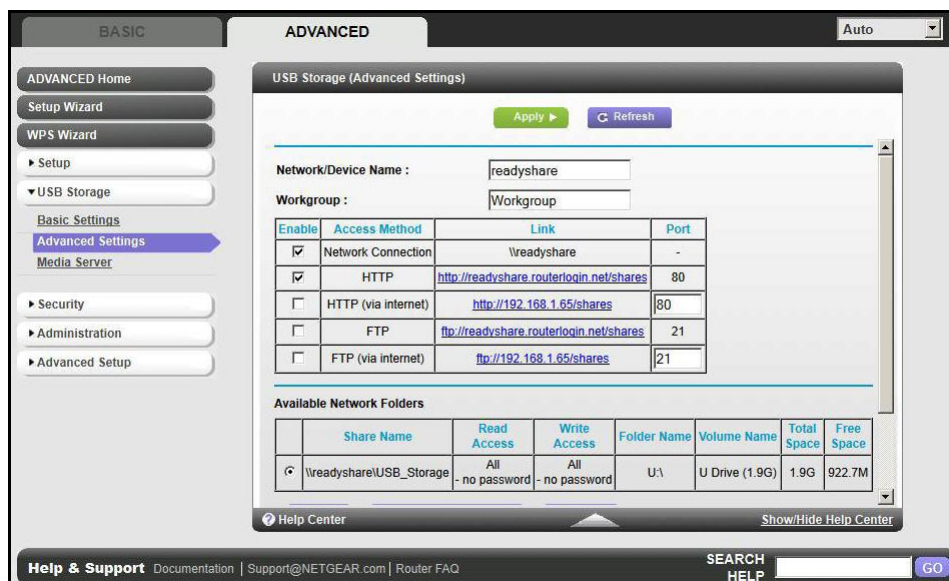 BASIC
ADVANCED
Auto
ADVANCED Home
Setup Wizard
WPS Wizard
Setup
USB Storage
Basic Settings
Advanced Settings
Media Server
Security
Administration
Advanced Setup
USB Storage (Advanced Settings)
Apply
Refresh
Network/Device Name : readyshare
Workgroup : Workgroup
Enable Access Method Link Port
Network Connection \\readyshare -
HTTP http://readyshare.routerlogin.net/shares 80
HTTP (via internet) http://192.168.1.65/shares 80
FTP ftp://readyshare.routerlogin.net/shares 21
FTP (via internet) ftp://192.168.1.65/shares 21
Available Network Folders
Share Name Read Access Write Access Folder Name Volume Name Total Space Free Space
\\readyshare\USB_Storage All - no password All - no password U:\ U Drive (1.9G) 1.9G 922.7M
Help Center
Show/Hide Help Center
Help & Support Documentation | Support@NETGEAR.com | Router FAQ
SEARCH HELP GO